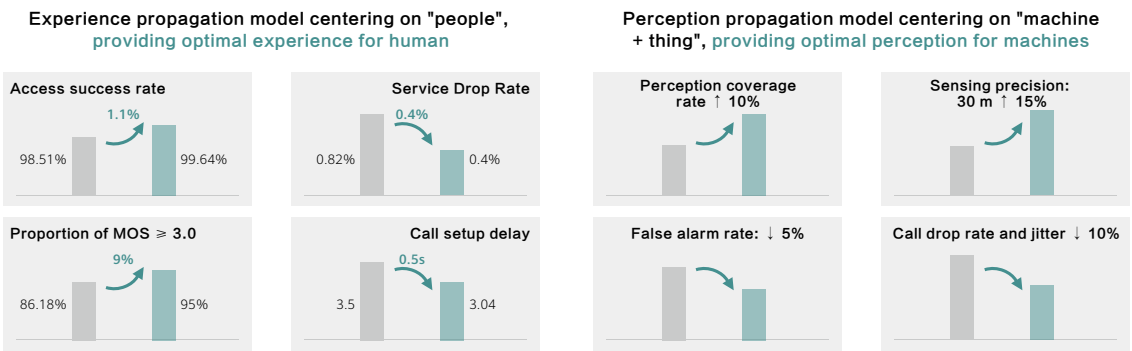 Experience propagation model centering on "people",
providing optimal experience for human
Access success rate
1.1%
98.51%
99.64%
Service Drop Rate
0.4%
0.82%
0.4%
Proportion of MOS ⩾ 3.0
9%
86.18%
95%
Call setup delay
0.5s
3.5
3.04
Perception propagation model centering on "machine
+ thing", providing optimal perception for machines
Perception coverage
rate ↑ 10%
Sensing precision:
30 m ↑ 15%
False alarm rate: ↓ 5%
Call drop rate and jitter ↓ 10%